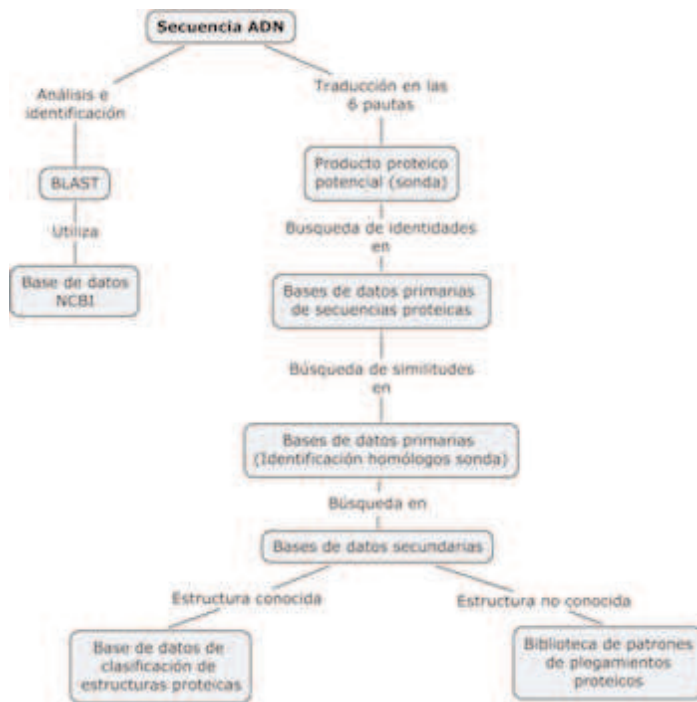 Secuencia ADN
Análisis e
identificación
BLAST
Utiliza
Base de datos
NCBI
Traducción en las
6 pautas
Producto proteico
potencial (sonda)
Busqueda de identidades
en
Bases de datos primarias
de secuencias proteicas
Búsqueda de similitudes
en
Bases de datos primarias
(Identificación homólogos sonda)
Búsqueda en
Bases de datos secundarias
Estructura conocida
Base de datos de
clasificación de
estructuras proteicas
Estructura no conocida
Biblioteca de patrones
de plegamientos
proteicos